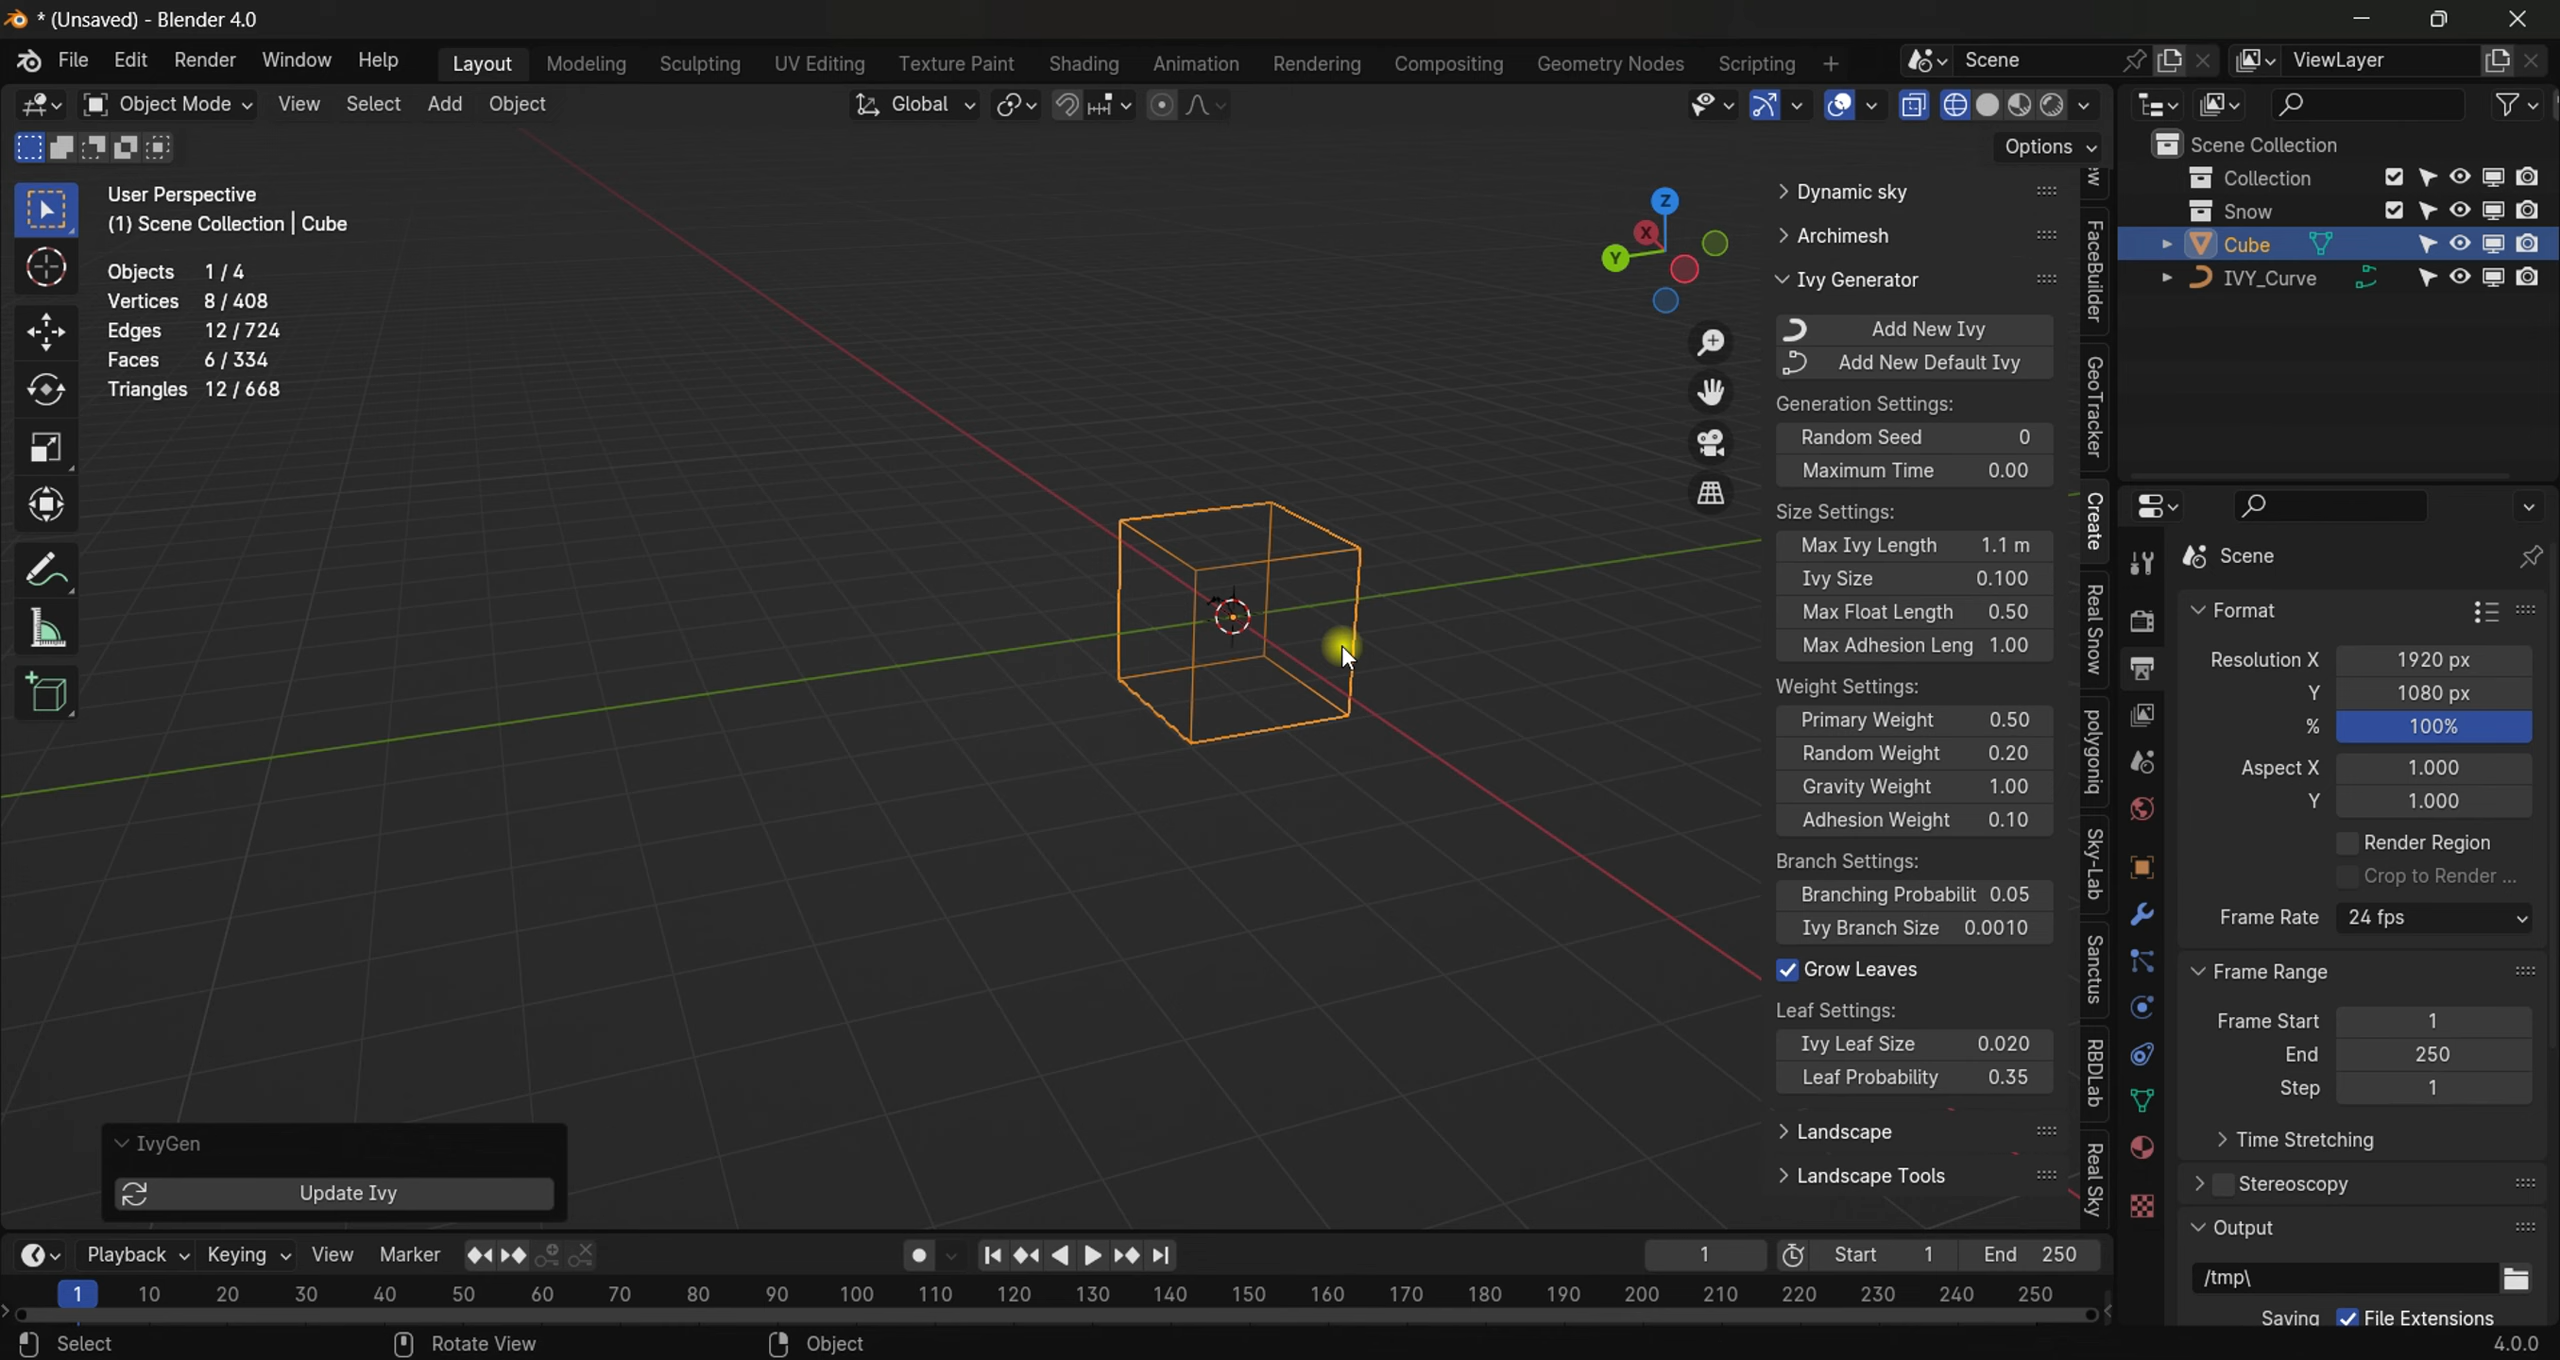 * (Unsaved) - Blender 4.0
File Edit Render Window Help Layout Modeling Sculpting UV Editing Texture Paint Shading Animation Rendering Compositing Geometry Nodes Scripting + Scene ViewLayer
Object Mode View Select Add Object Global
Options
User Perspective
(1) Scene Collection | Cube
Objects 1 / 4
Vertices 8 / 408
Edges 12 / 724
Faces 6 / 334
Triangles 12 / 668
Z
X
Y
Dynamic sky
Archimesh
Ivy Generator
Add New Ivy
Add New Default Ivy
Generation Settings:
Random Seed 0
Maximum Time 0.00
Size Settings:
Max Ivy Length 1.1 m
Ivy Size 0.100
Max Float Length 0.50
Max Adhesion Leng 1.00
Weight Settings:
Primary Weight 0.50
Random Weight 0.20
Gravity Weight 1.00
Adhesion Weight 0.10
Branch Settings:
Branching Probabilit 0.05
Ivy Branch Size 0.0010
Grow Leaves
Leaf Settings:
Ivy Leaf Size 0.020
Leaf Probability 0.35
Landscape
Landscape Tools
FaceBuilder
GeoTracker
Create
Real Snow
polygoniq
Sky-Lab
Sanctus
RBDLab
Real Sky
Scene Collection
Collection
Snow
Cube
IVY_Curve
Scene
Format
Resolution X 1920 px
Y 1080 px
% 100%
Aspect X 1.000
Y 1.000
Render Region
Crop to Render ...
Frame Rate 24 fps
Frame Range
Frame Start 1
End 250
Step 1
Time Stretching
Stereoscopy
Output
/tmp\
Saving File Extensions
IvyGen
Update Ivy
Playback Keying View Marker 1 Start 1 End 250
1 10 20 30 40 50 60 70 80 90 100 110 120 130 140 150 160 170 180 190 200 210 220 230 240 250
Select Rotate View Object 4.0.0